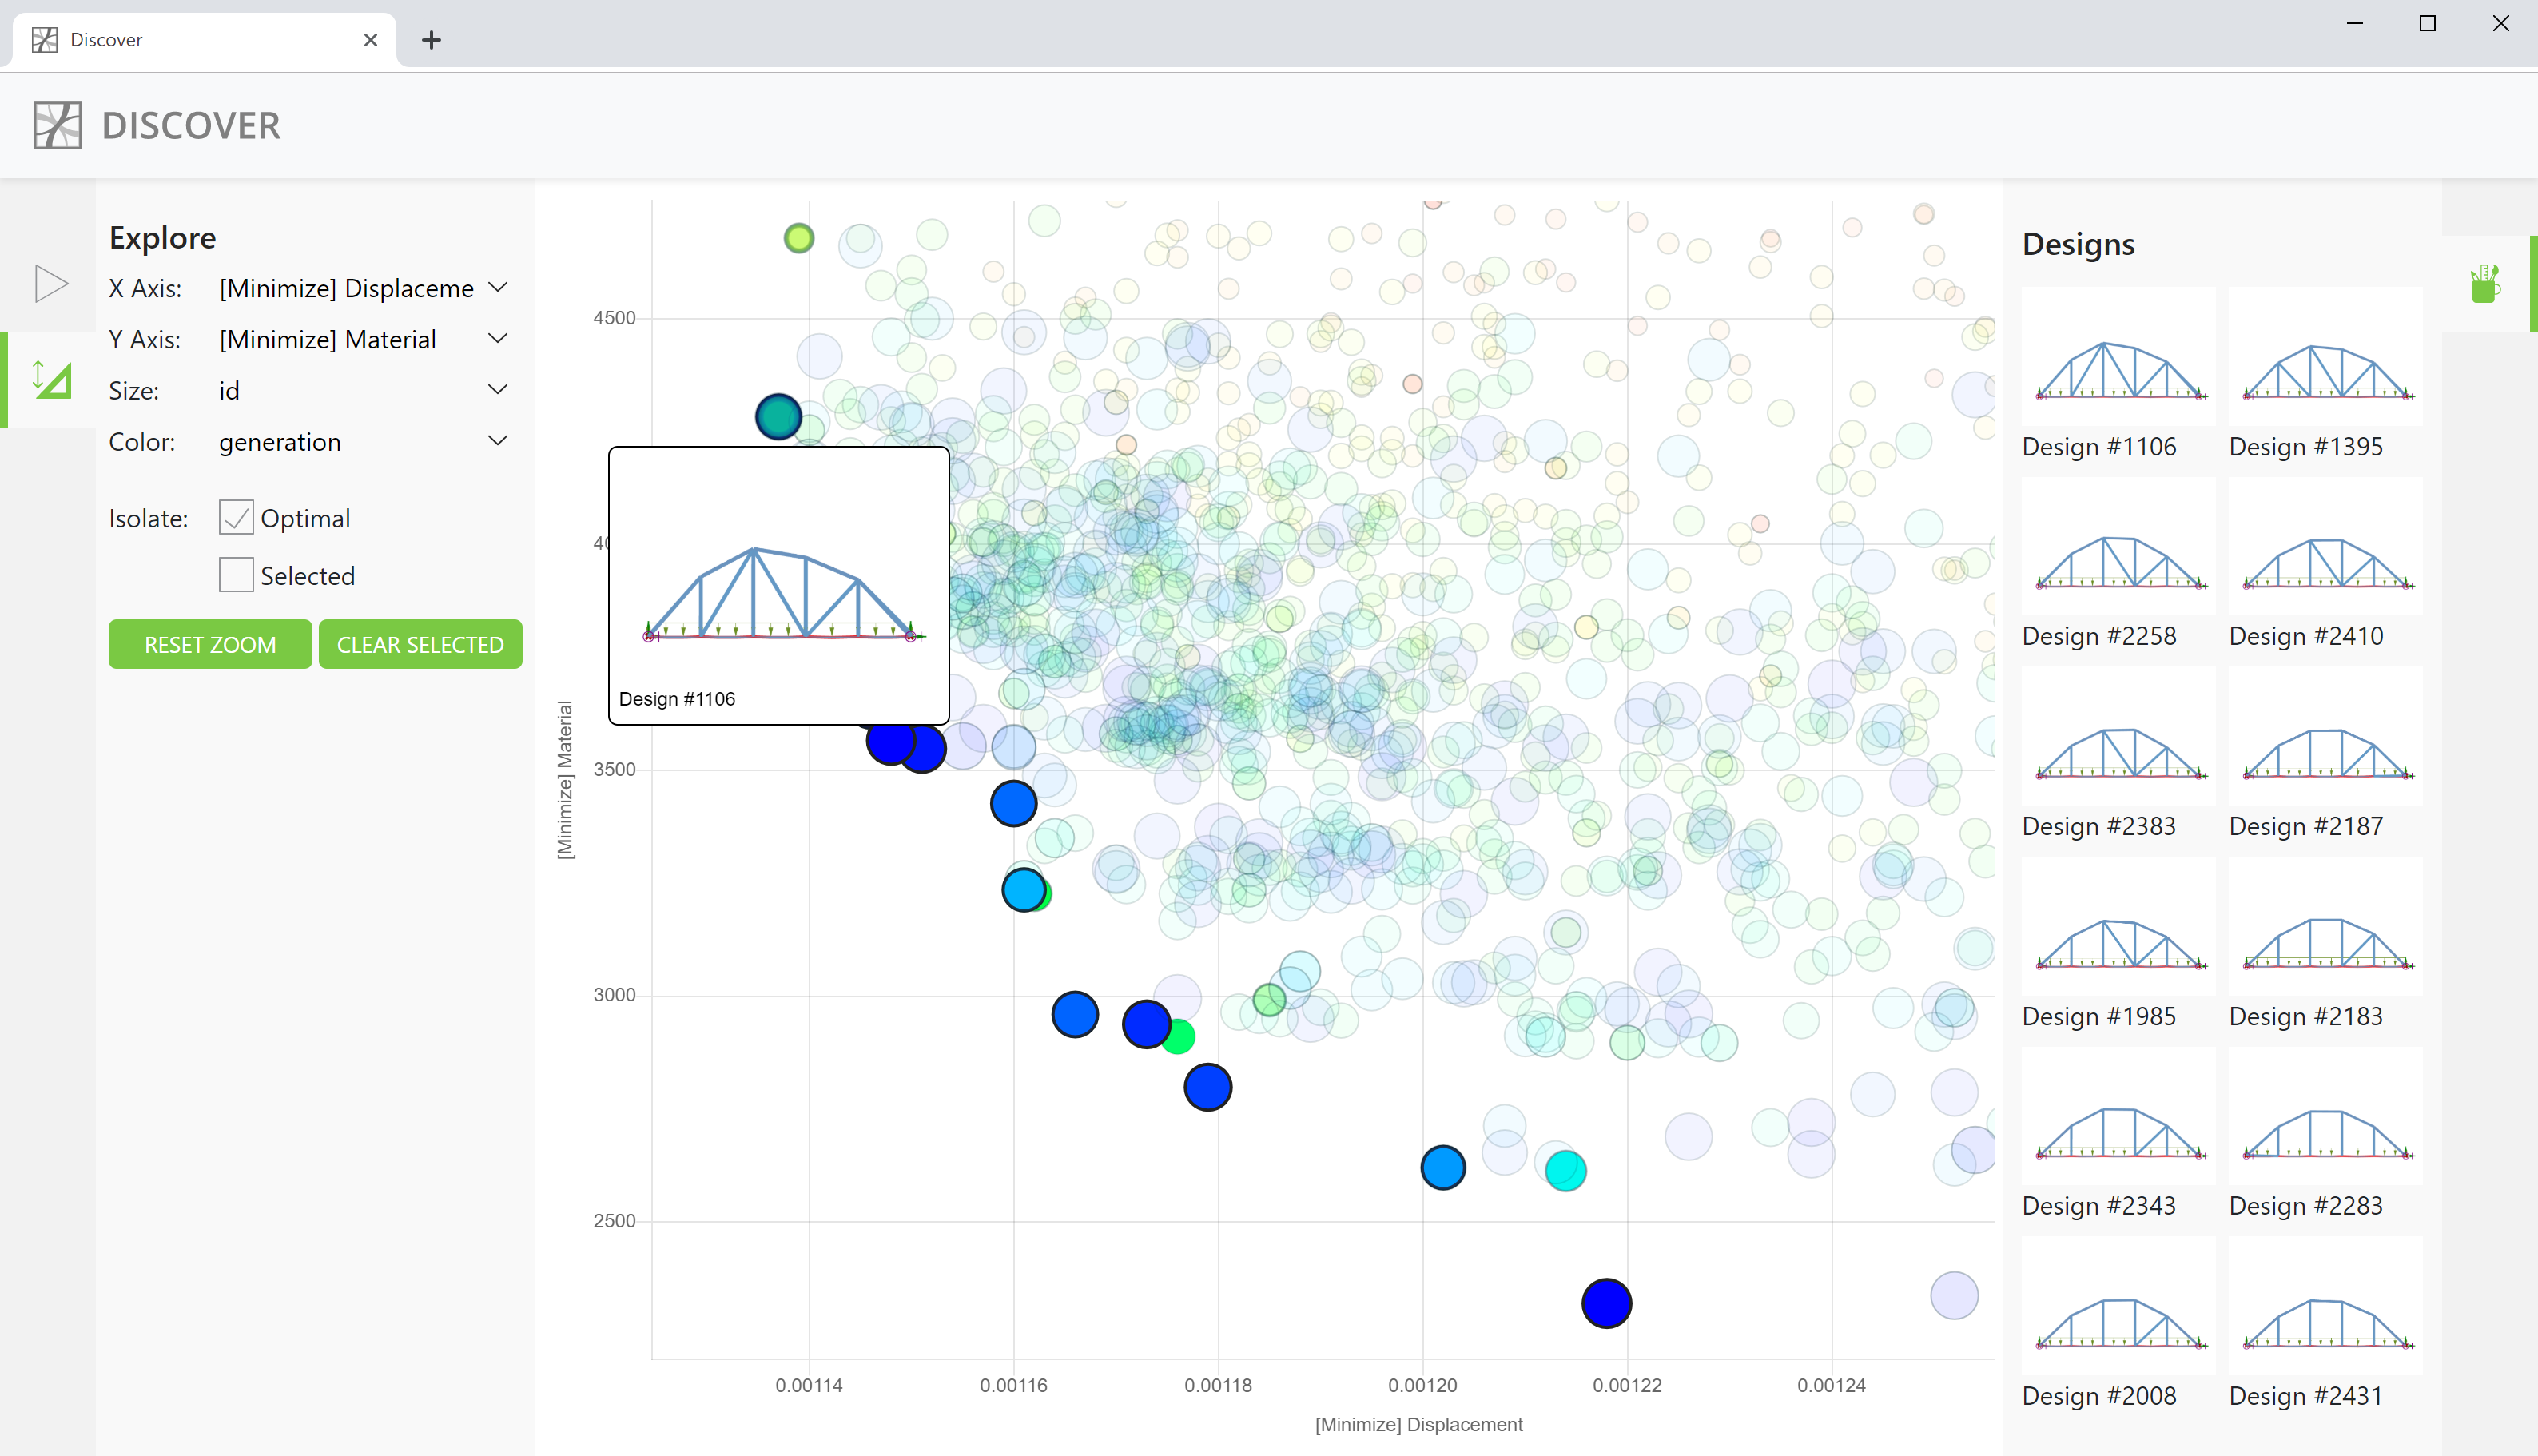 Discover
DISCOVER
Explore
X Axis: [Minimize] Displaceme
Y Axis: [Minimize] Material
Size: id
Color: generation
Isolate: Optimal
Selected
RESET ZOOM CLEAR SELECTED
4500
40
3500
3000
2500
[Minimize] Material
Design #1106
0.00114 0.00116 0.00118 0.00120 0.00122 0.00124
[Minimize] Displacement
Designs
Design #1106 Design #1395
Design #2258 Design #2410
Design #2383 Design #2187
Design #1985 Design #2183
Design #2343 Design #2283
Design #2008 Design #2431